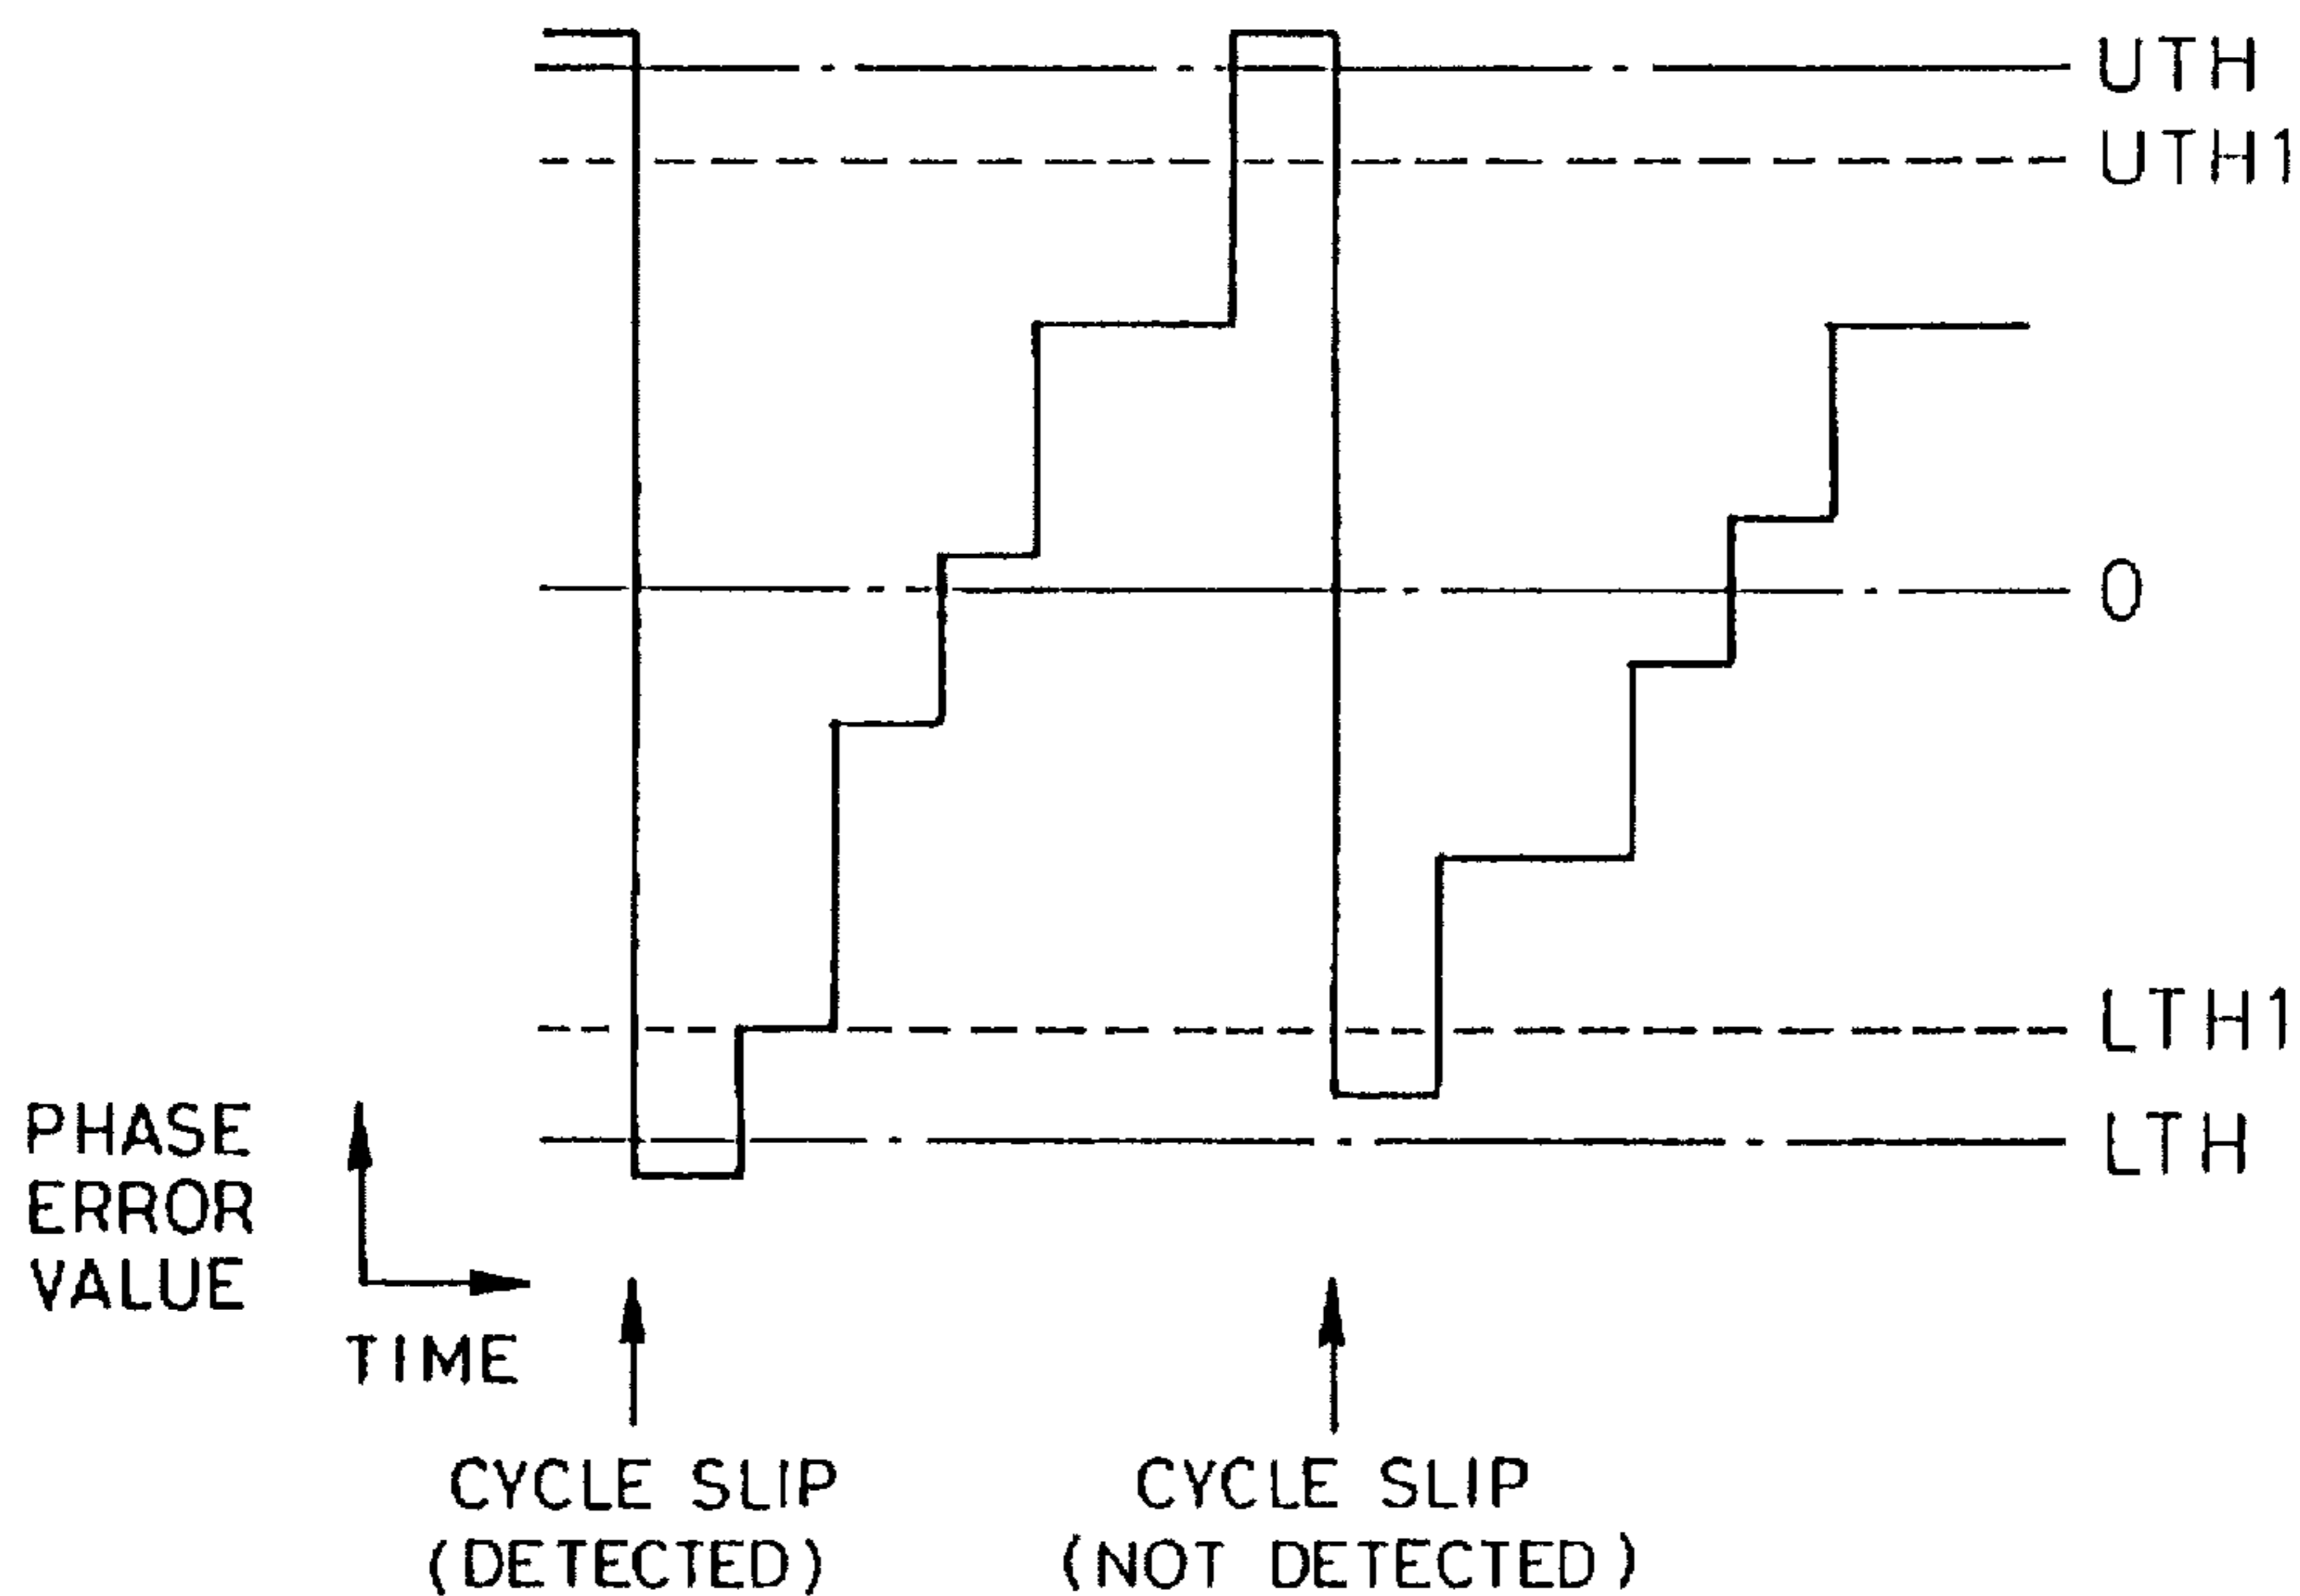 UTH
UTH1
0
LTH1
LTH
PHASE
ERROR
VALUE
TIME
CYCLE SLIP
(DETECTED)
CYCLE SLIP
(NOT DETECTED)